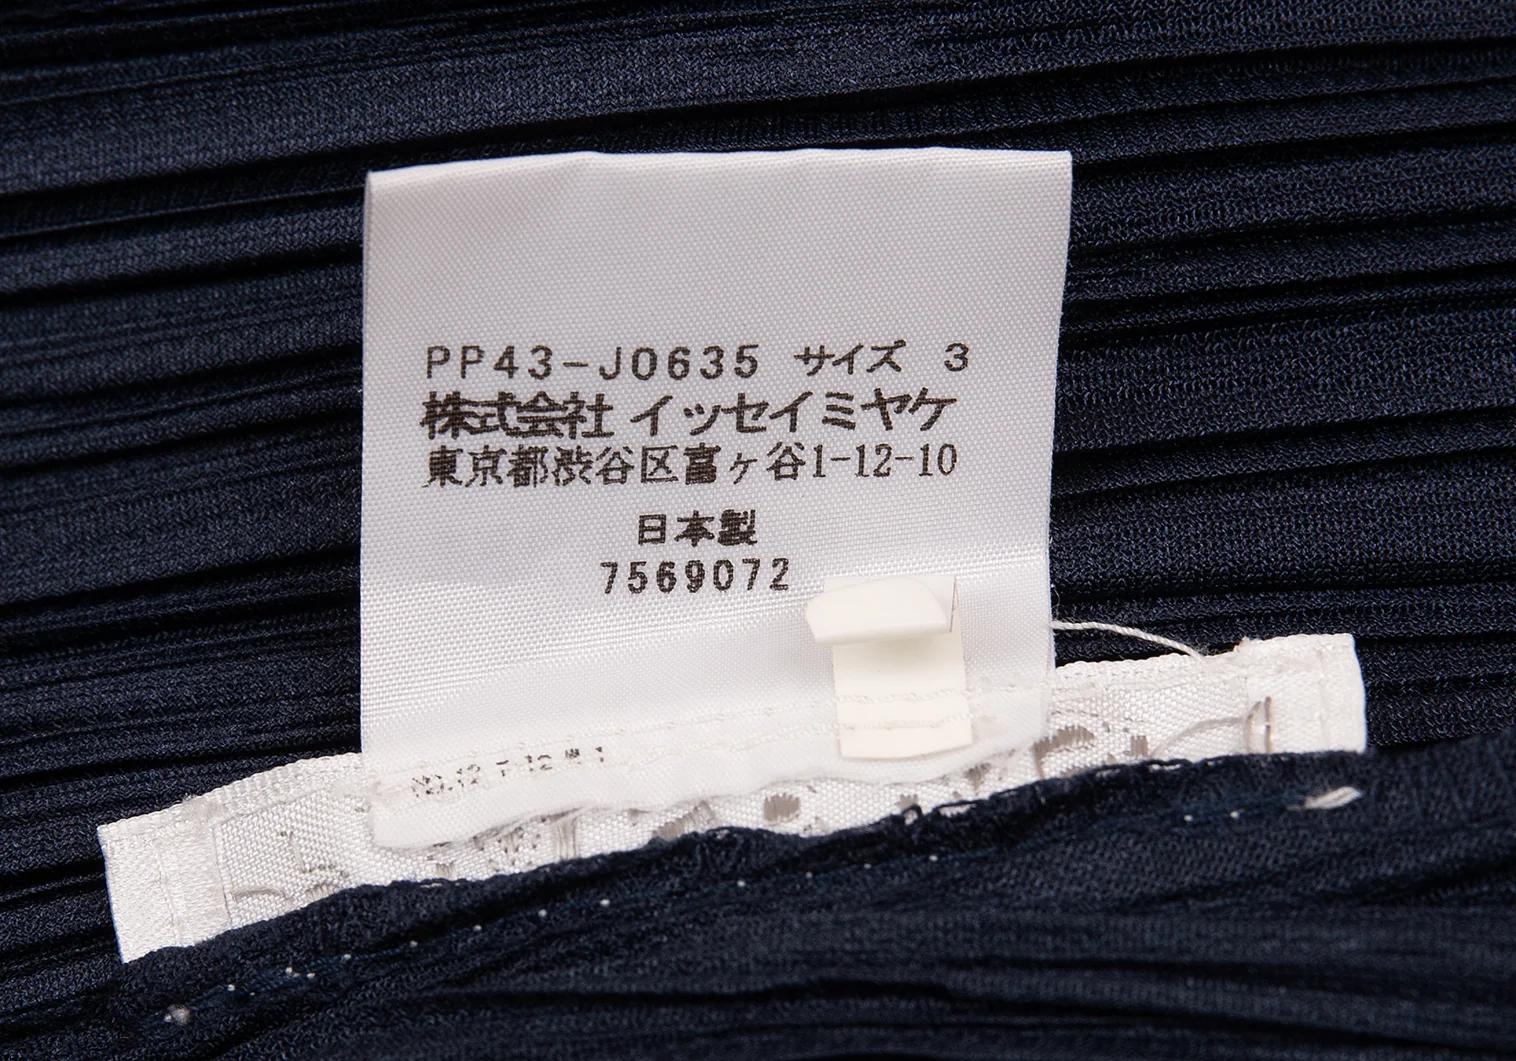 PP43-J0635 サイズ 3
株式会社 イッセイミヤケ
東京都渋谷区富ヶ谷1-12-10
日本製
7569072